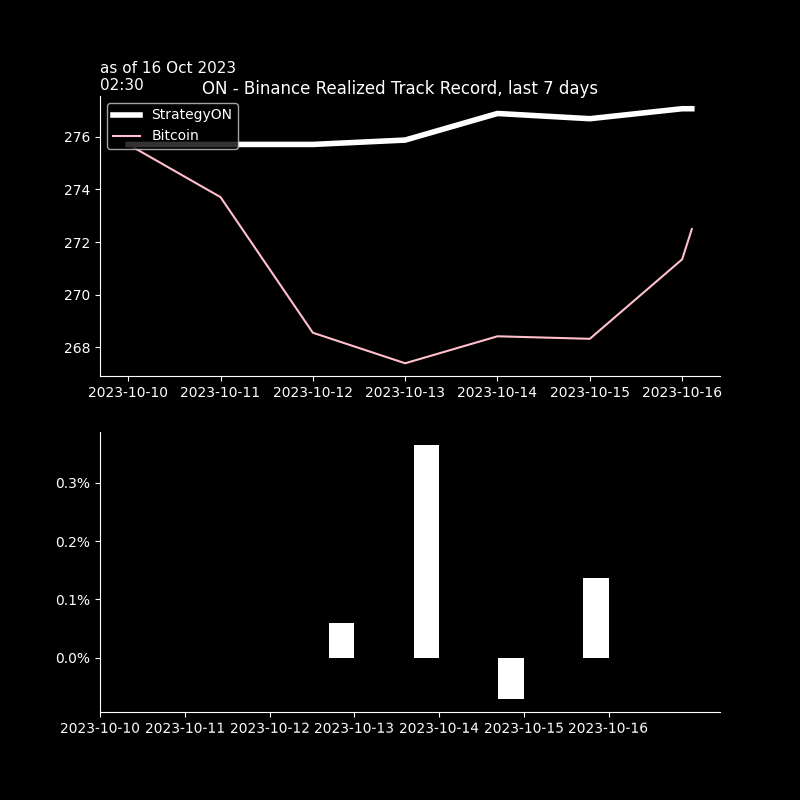 as of 16 Oct 2023
02:30
ON - Binance Realized Track Record, last 7 days
StrategyON
Bitcoin
276
274
272
270
268
2023-10-10 2023-10-11 2023-10-12 2023-10-13 2023-10-14 2023-10-15 2023-10-16
0.3%
0.2%
0.1%
0.0%
2023-10-10 2023-10-11 2023-10-12 2023-10-13 2023-10-14 2023-10-15 2023-10-16